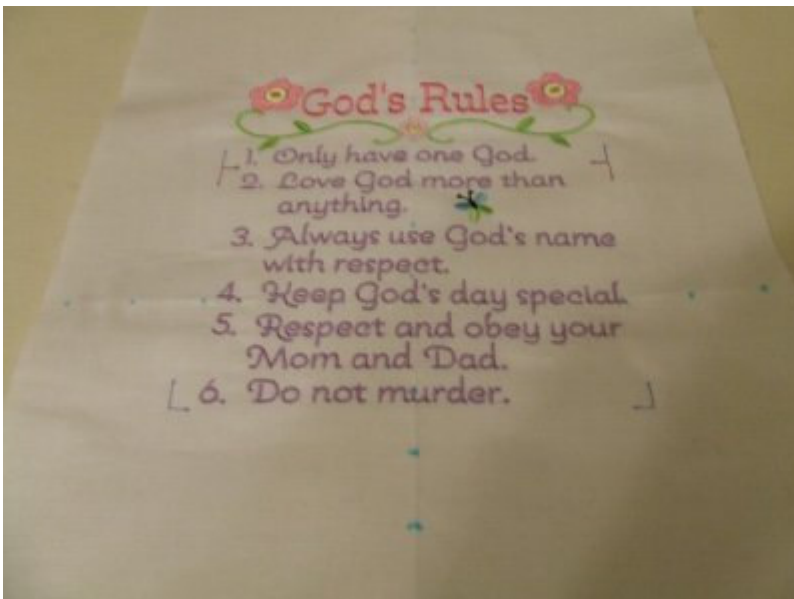 God's Rules
1. Only have one God.
2. Love God more than
anything.
3. Always use God's name
with respect.
4. Keep God's day special.
5. Respect and obey your
Mom and Dad.
6. Do not murder.